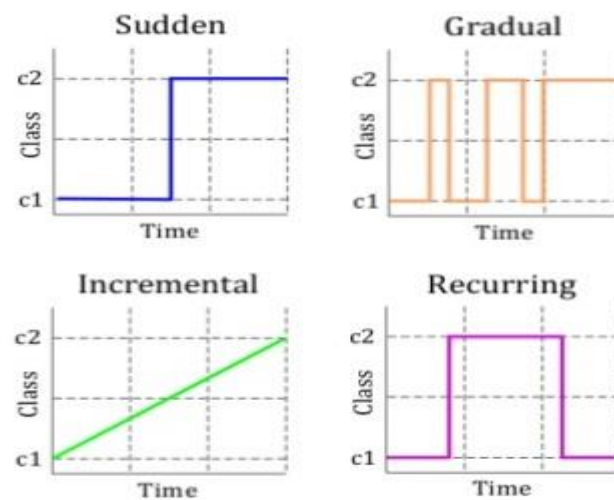 Sudden
c2
Class
c1
Time
Gradual
c2
Class
c1
Time
Incremental
c2
Class
c1
Time
Recurring
c2
Class
c1
Time